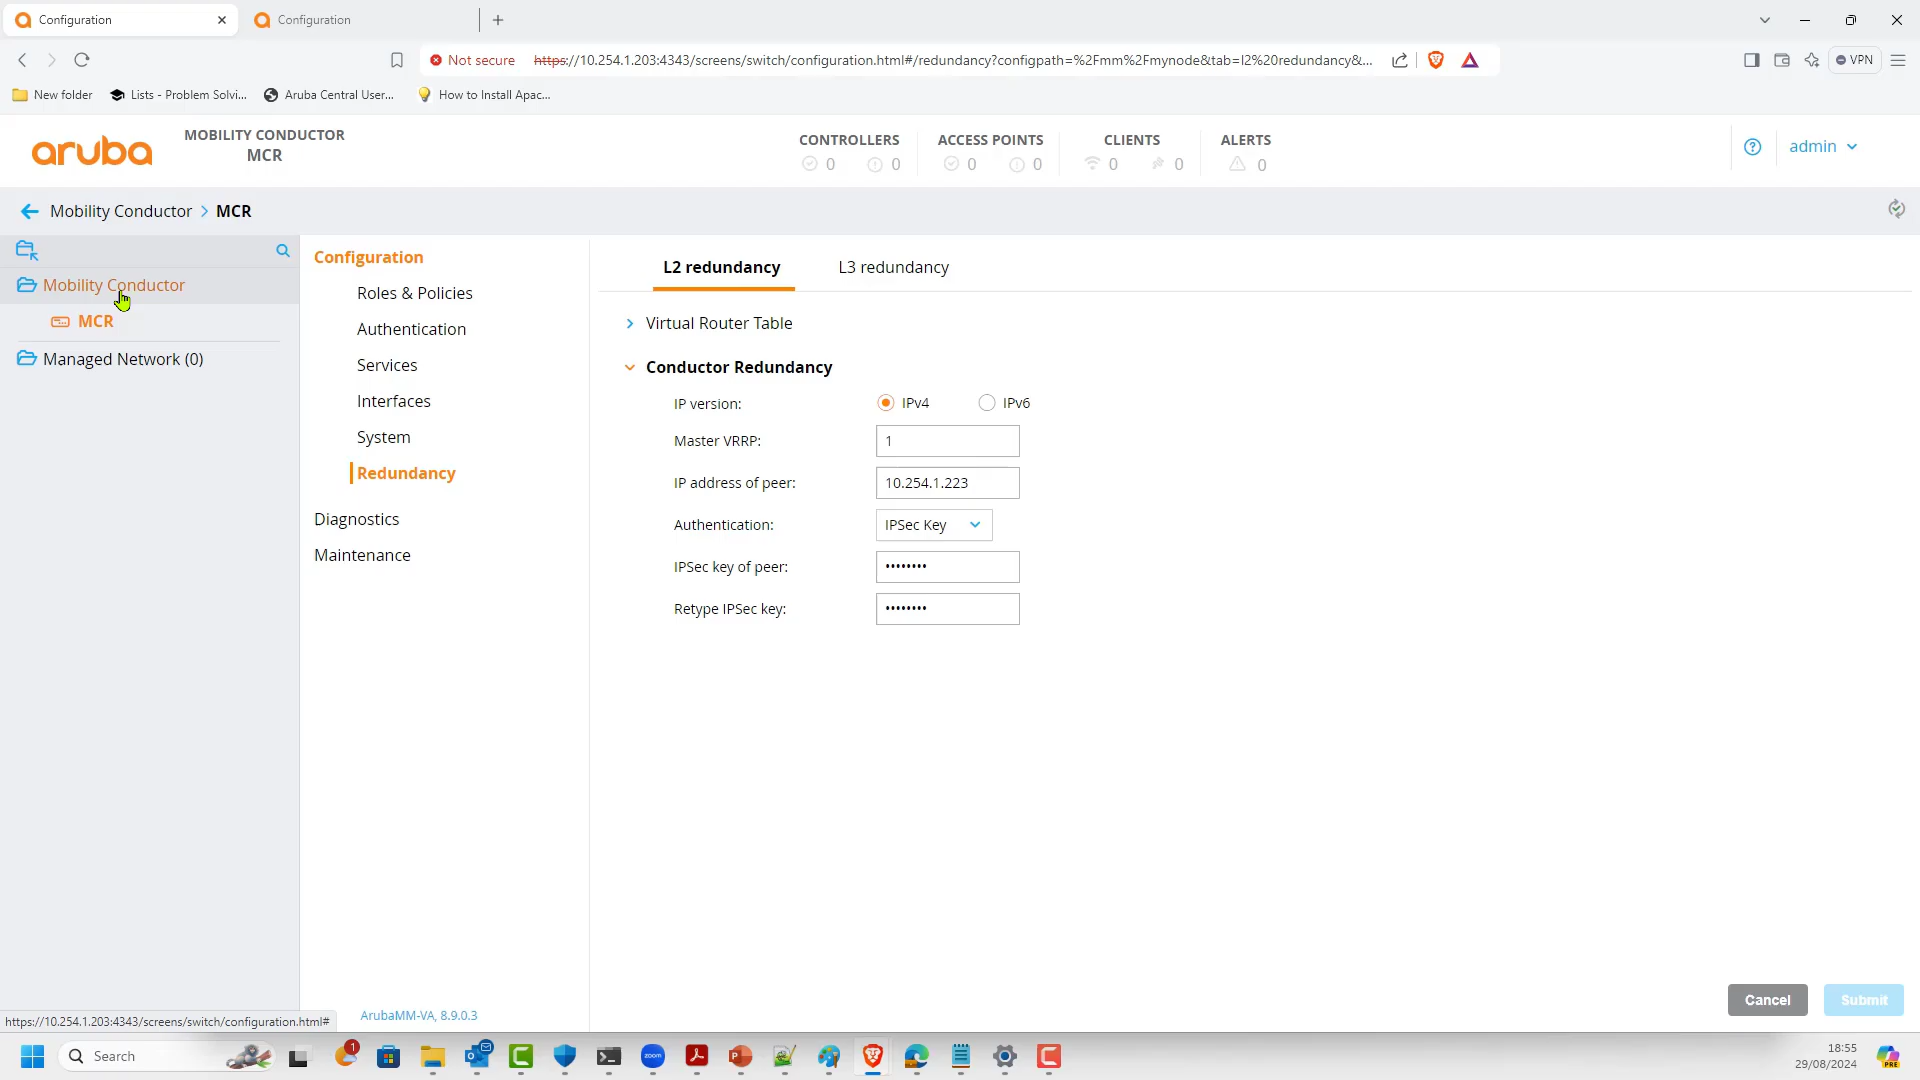 Configuration
Configuration
Not secure https://10.254.1.203:4343/screens/switch/configuration.html#/redundancy?configpath=%2Fmm%2Fmynode&tab=l2%20redundancy&...
VPN
New folder
Lists - Problem Solvi...
Aruba Central User...
How to Install Apac...
aruba
MOBILITY CONDUCTOR
MCR
CONTROLLERS
0 0
ACCESS POINTS
0 0
CLIENTS
0 0
ALERTS
0
admin
Mobility Conductor > MCR
Mobility Conductor
MCR
Managed Network (0)
Configuration
Roles & Policies
Authentication
Services
Interfaces
System
Redundancy
Diagnostics
Maintenance
L2 redundancy
L3 redundancy
Virtual Router Table
Conductor Redundancy
IP version: IPv4 IPv6
Master VRRP: 1
IP address of peer: 10.254.1.223
Authentication: IPSec Key
IPSec key of peer: ••••••••
Retype IPSec key: ••••••••
Cancel
Submit
https://10.254.1.203:4343/screens/switch/configuration.html#
ArubaMM-VA, 8.9.0.3
Search
1
zoom
18:55
29/08/2024
PRE